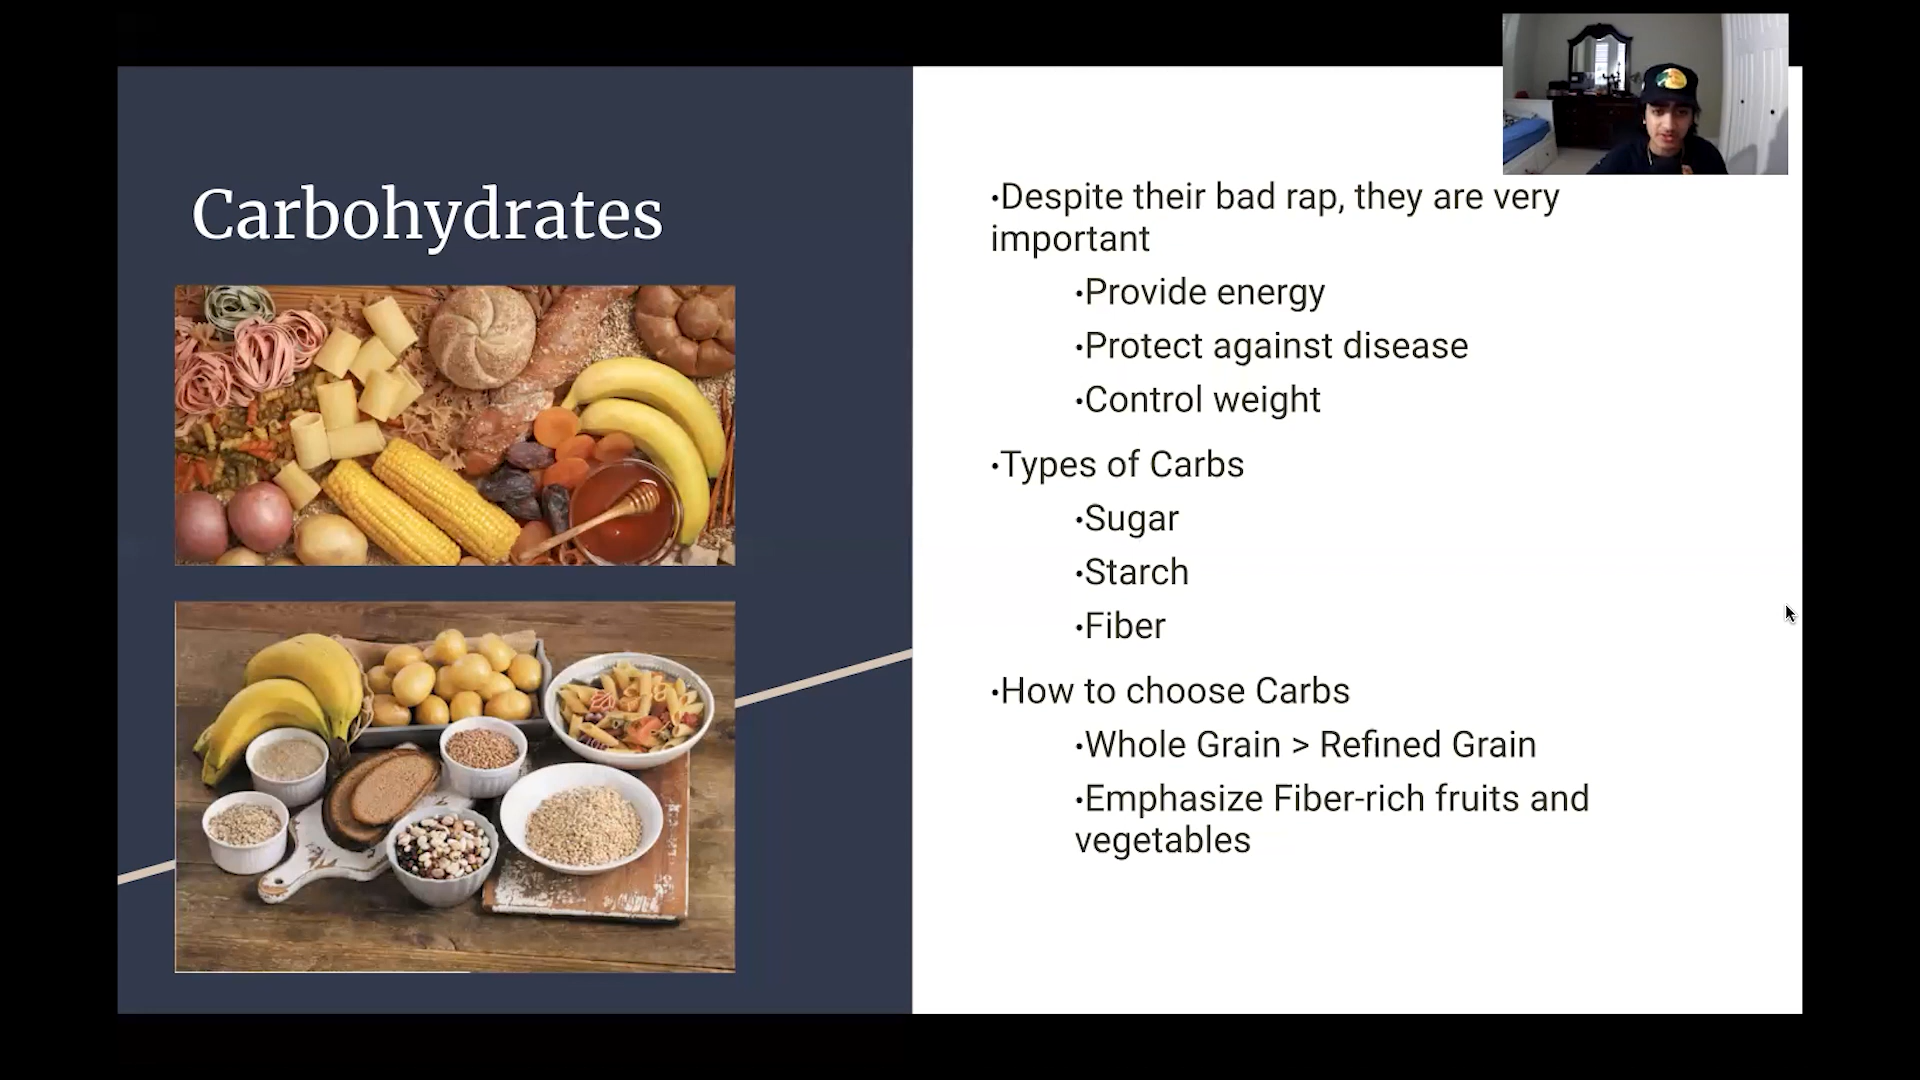 Carbohydrates
•Despite their bad rap, they are very
important
•Provide energy
•Protect against disease
•Control weight
•Types of Carbs
•Sugar
•Starch
•Fiber
•How to choose Carbs
•Whole Grain > Refined Grain
•Emphasize Fiber-rich fruits and
vegetables